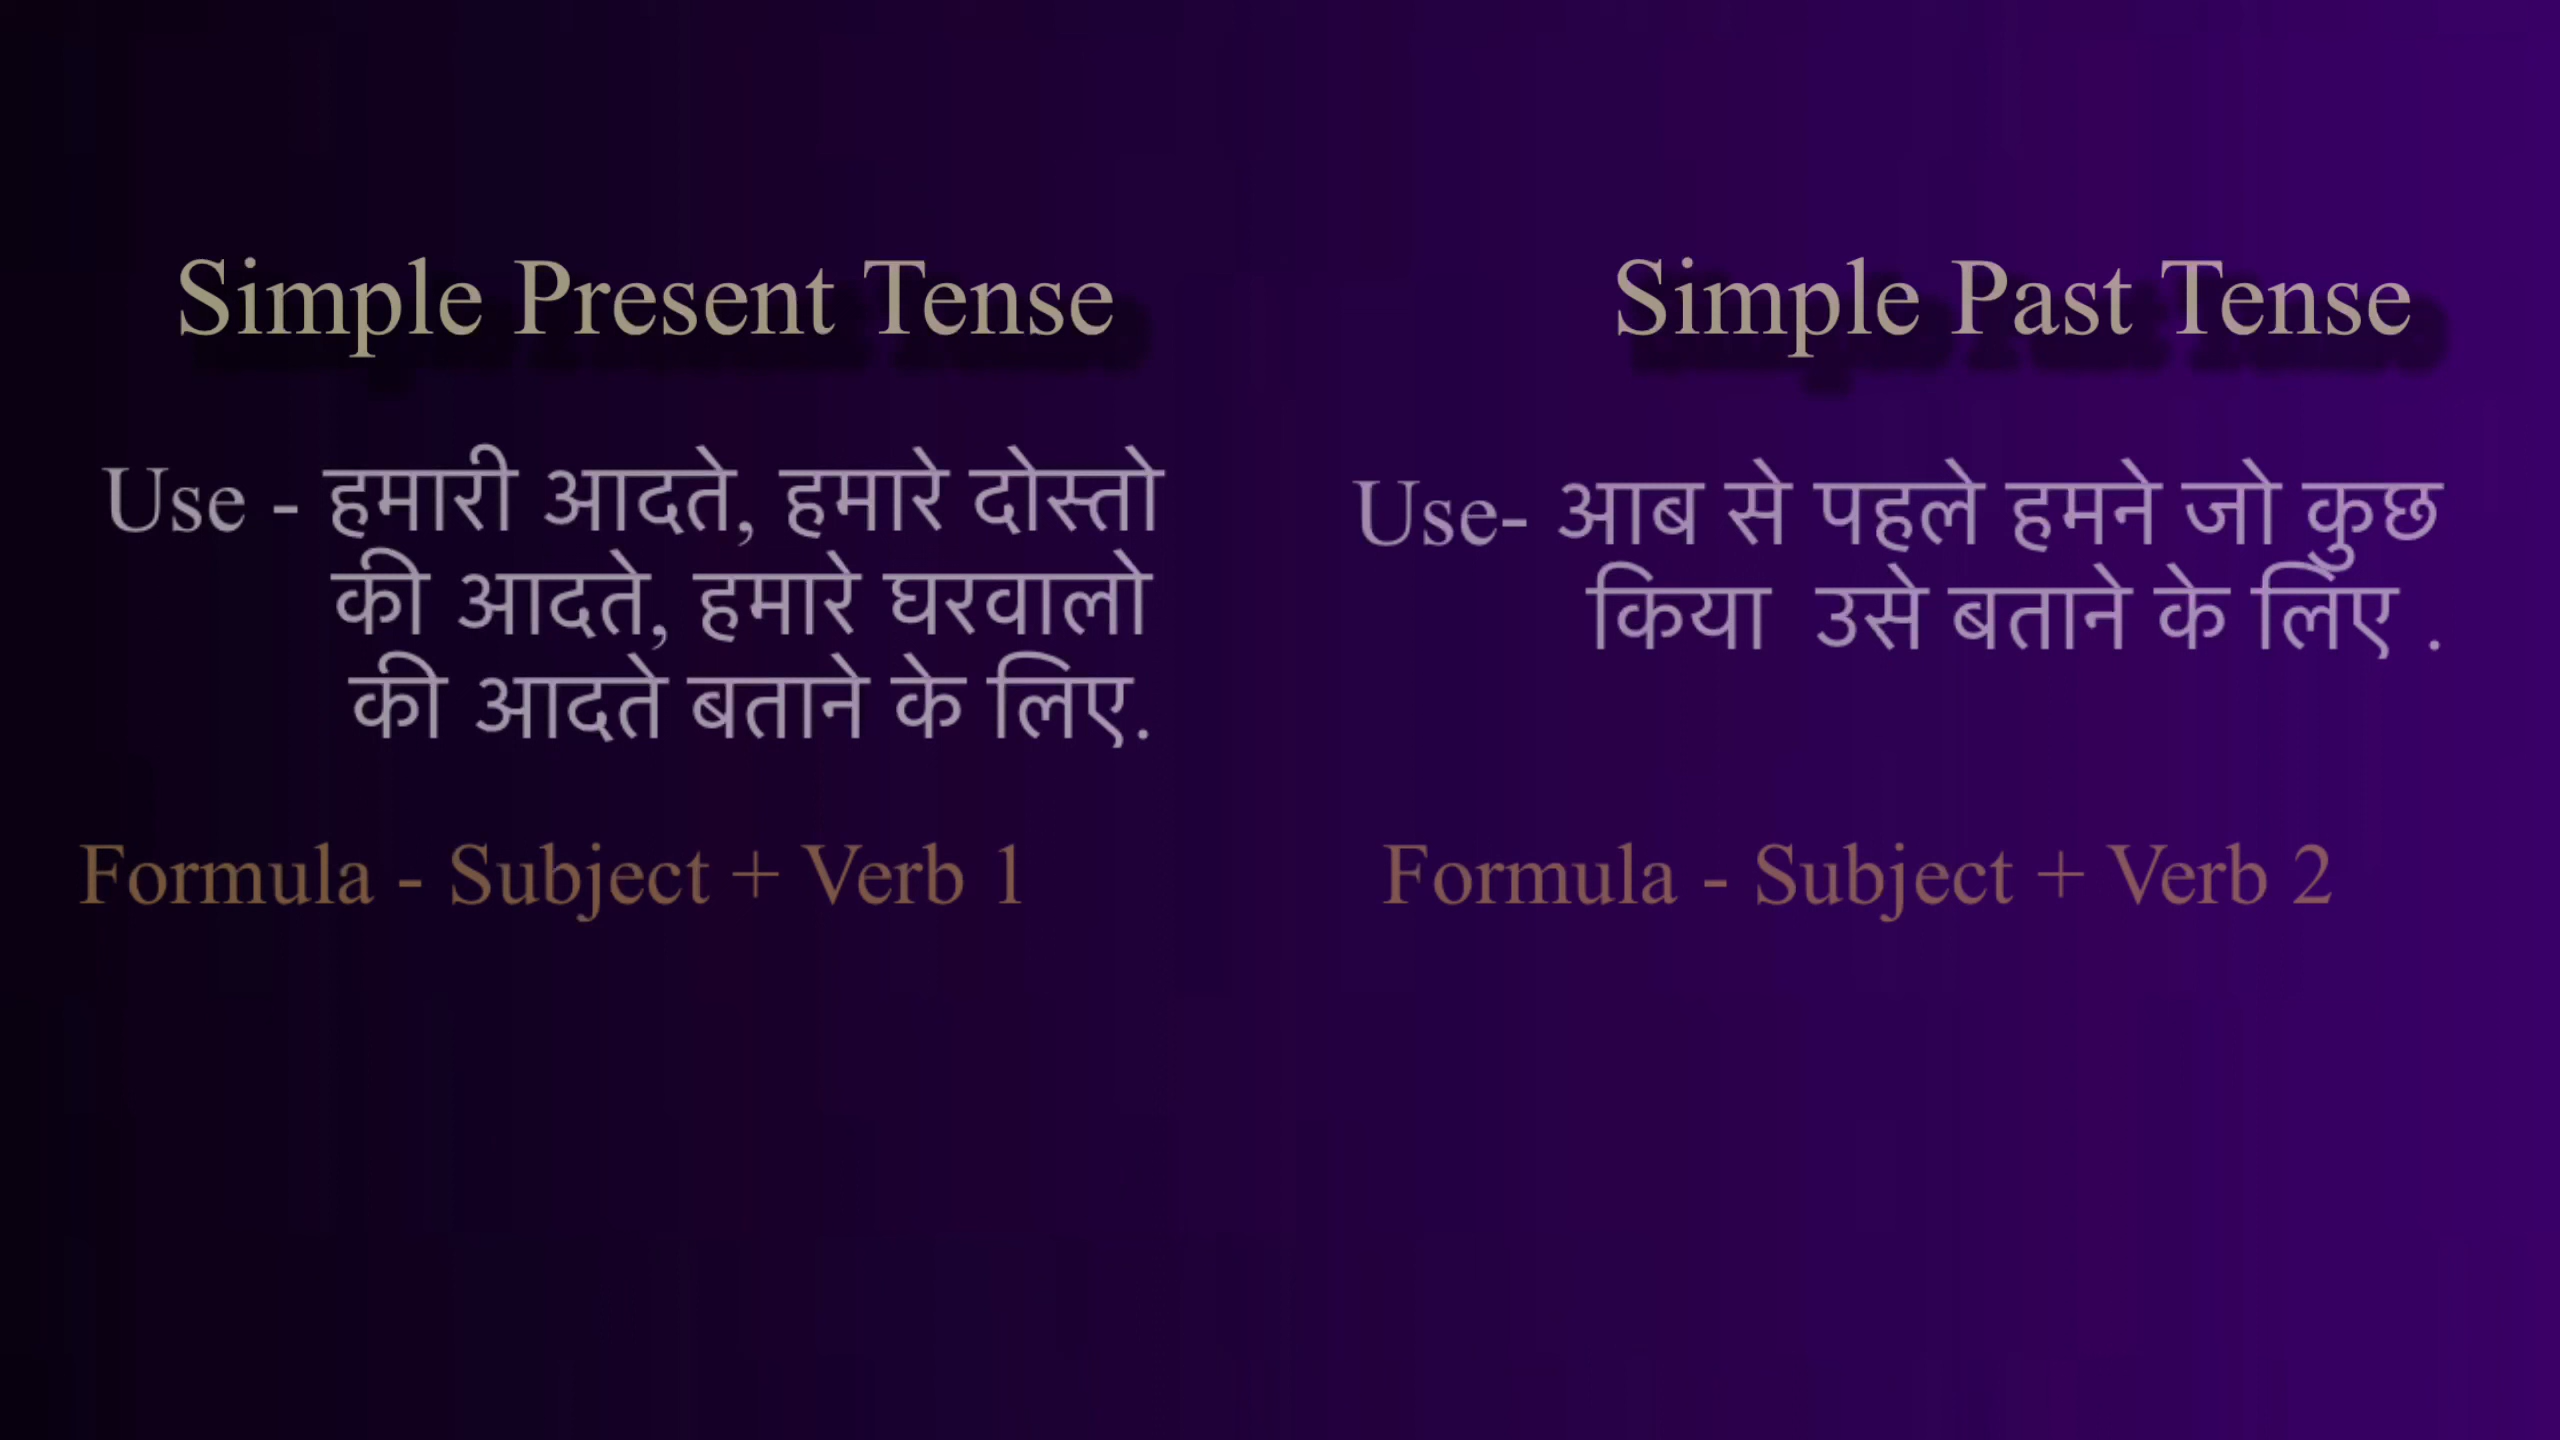 Simple Present Tense
Use - हमारी आदते, हमारे दोस्तो
की आदते, हमारे घरवालो
की आदते बताने के लिए.
Formula - Subject + Verb 1
Simple Past Tense
Use- आब से पहले हमने जो कुछ
किया उसे बताने के लिए .
Formula - Subject + Verb 2